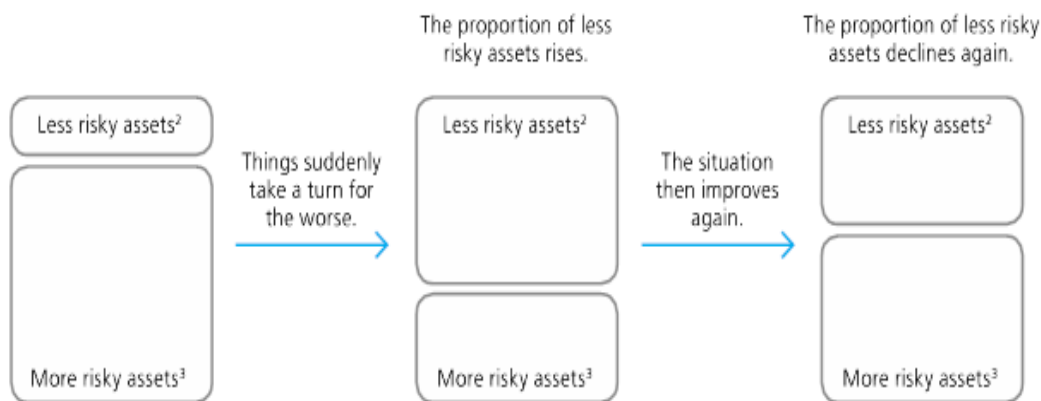 The proportion of less
risky assets rises.
The proportion of less risky
assets declines again.
Less risky assets²
More risky assets³
Things suddenly
take a turn for
the worse.
Less risky assets²
More risky assets³
The situation
then improves
again.
Less risky assets²
More risky assets³